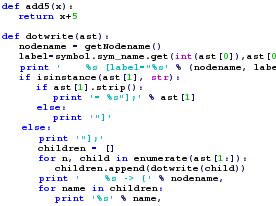 def add5(x):
    return x+5

def dotwrite(ast):
    nodename = getNodename()
    label=symbol.sym_name.get(int(ast[0]),ast[0
    print '    %s [label="%s' % (nodename, labe
    if isinstance(ast[1], str):
        if ast[1].strip():
            print '= %s"];' % ast[1]
        else:
            print '"]'
    else:
        print '"];'
        children = []
        for n, child in enumerate(ast[1:]):
            children.append(dotwrite(child))
        print '    %s -> {' % nodename,
        for name in children:
            print '%s' % name,